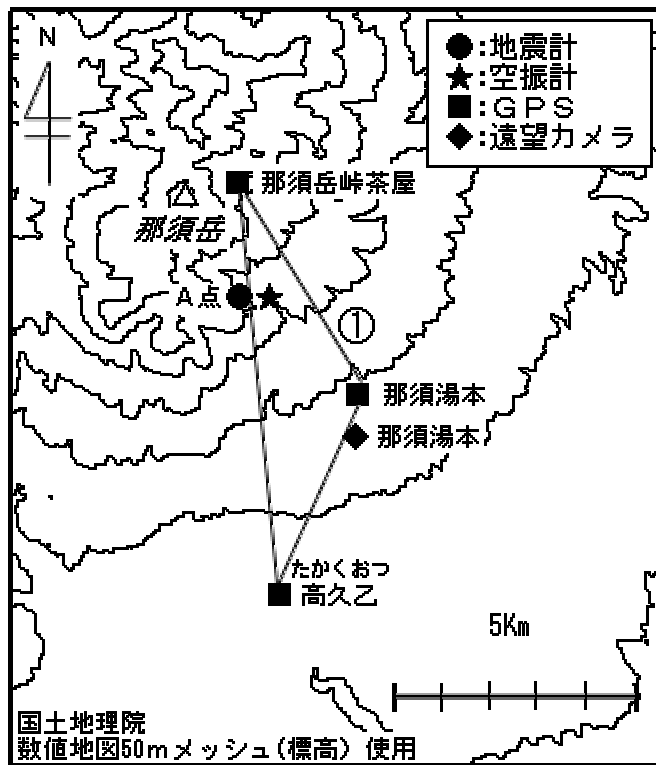 N
●:地震計
★:空振計
■:GPS
◆:遠望カメラ
那須岳峠茶屋
那須岳
A点
①
那須湯本
那須湯本
たかくおつ
高久乙
5Km
国土地理院
数値地図50mメッシュ(標高) 使用